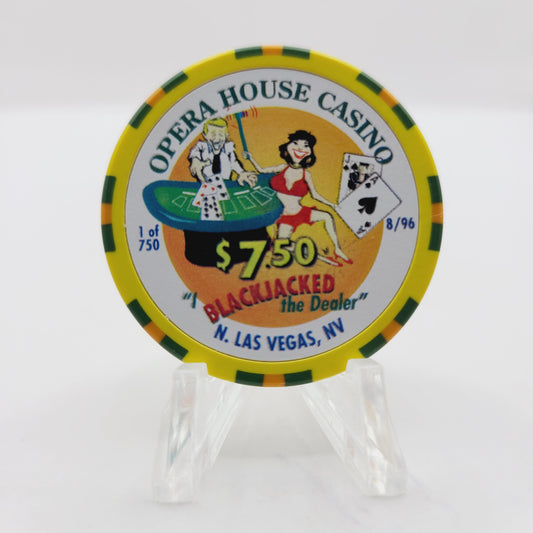 OPERA HOUSE CASINO
1 of
750
8/96
$7.50
"I BLACKJACKED
the Dealer"
N. LAS VEGAS, NV